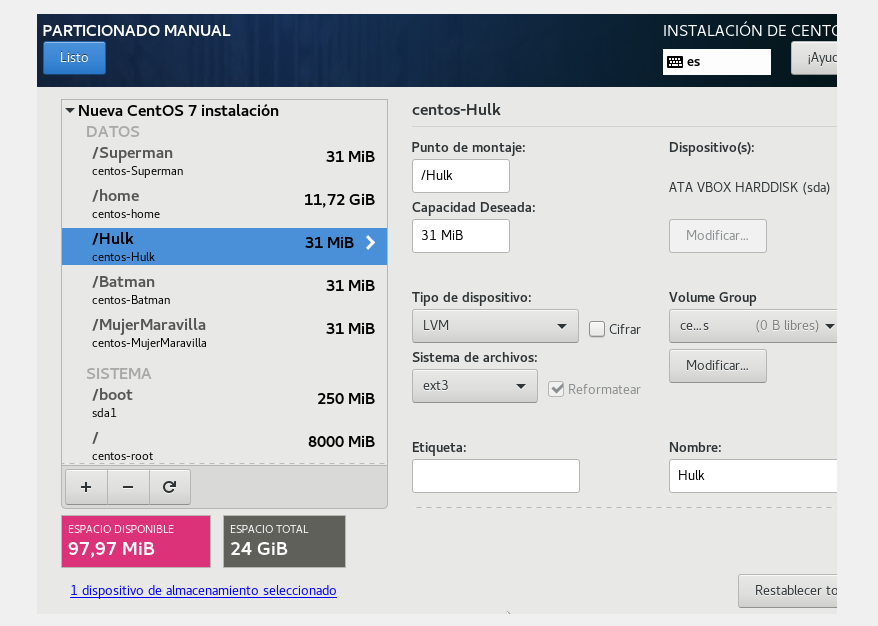 PARTICIONADO MANUAL
INSTALACIÓN DE CENTO
Listo
es
¡Ayuc
Nueva CentOS 7 instalación
DATOS
/Superman 31 MiB
centos-Superman
/home 11,72 GiB
centos-home
/Hulk 31 MiB
centos-Hulk
/Batman 31 MiB
centos-Batman
/MujerMaravilla 31 MiB
centos-MujerMaravilla
SISTEMA
/boot 250 MiB
sda1
/ 8000 MiB
centos-root
+ −
ESPACIO DISPONIBLE
97,97 MiB
ESPACIO TOTAL
24 GiB
1 dispositivo de almacenamiento seleccionado
centos-Hulk
Punto de montaje:
/Hulk
Capacidad Deseada:
31 MiB
Dispositivo(s):
ATA VBOX HARDDISK (sda)
Modificar...
Tipo de dispositivo:
LVM
Cifrar
Volume Group
ce...s (0 B libres)
Sistema de archivos:
ext3
Reformatear
Modificar...
Etiqueta:
Nombre:
Hulk
Restablecer to